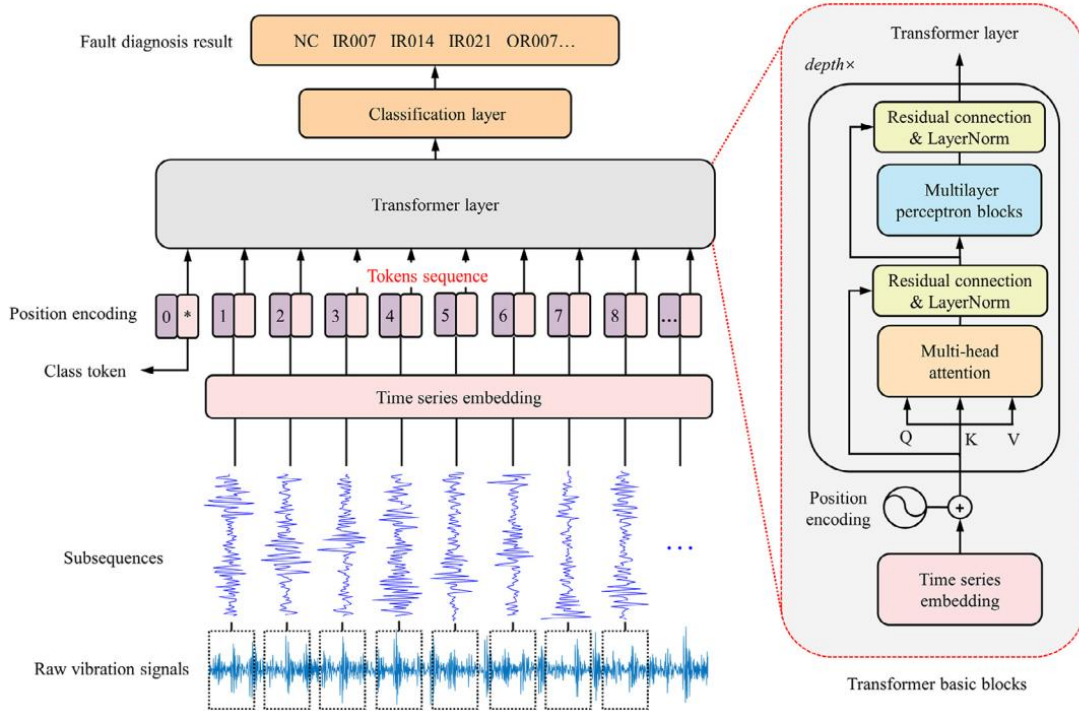 Fault diagnosis result
NC IR007 IR014 IR021 OR007...
Classification layer
Transformer layer
Tokens sequence
Position encoding
0 * 1 2 3 4 5 6 7 8 ...
Class token
Time series embedding
Subsequences
...
Raw vibration signals
Transformer layer
depth×
Residual connection
& LayerNorm
Multilayer
perceptron blocks
Residual connection
& LayerNorm
Multi-head
attention
Q K V
Position
encoding
+
Time series
embedding
Transformer basic blocks